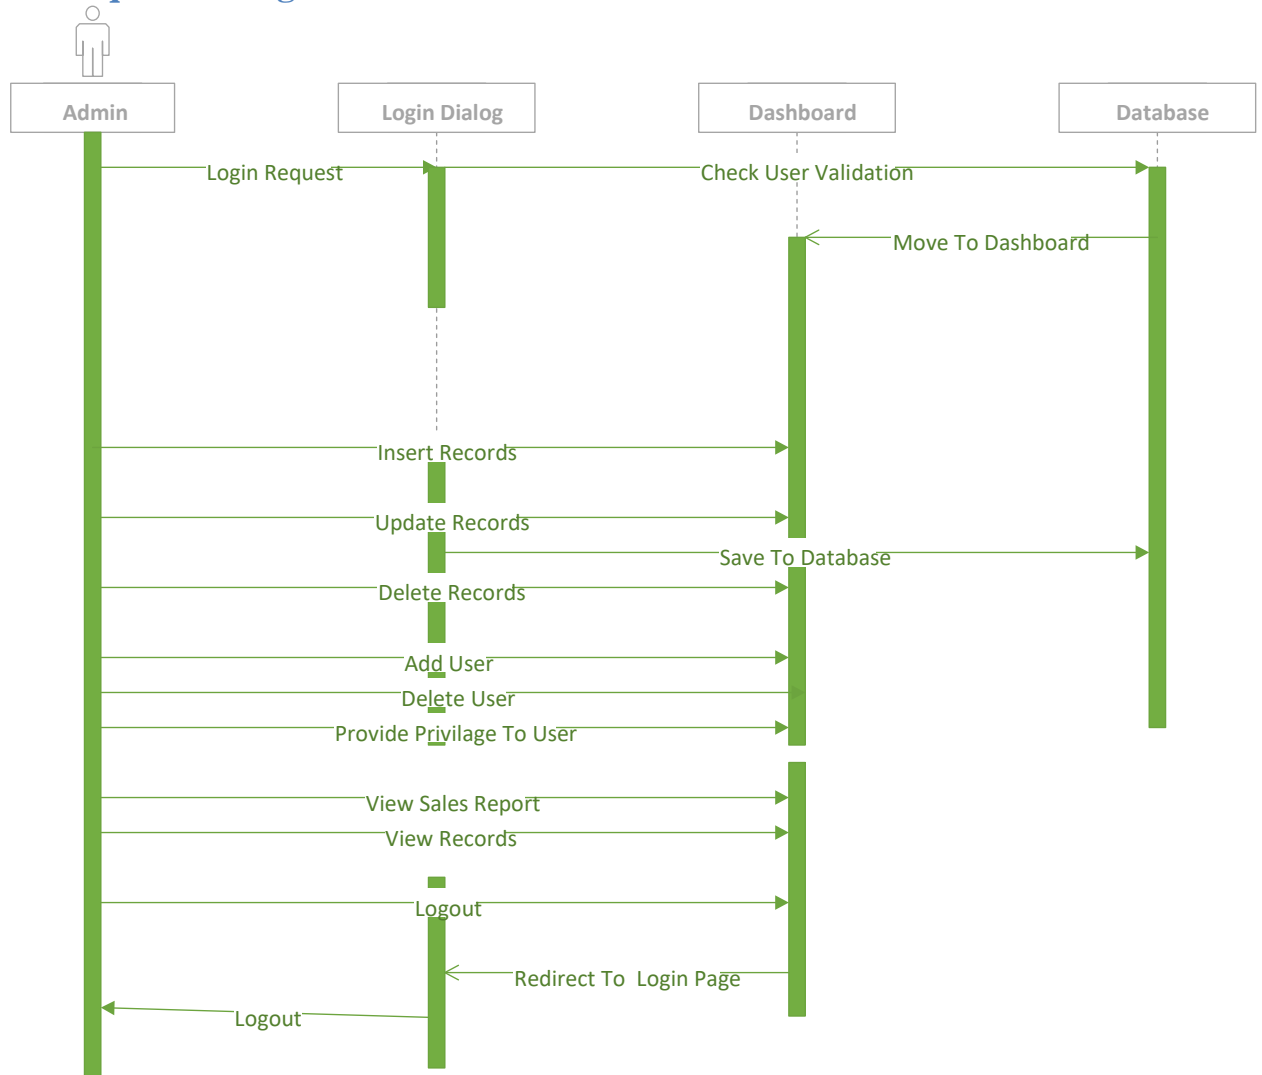 Admin
Login Dialog
Dashboard
Database
Login Request
Check User Validation
Move To Dashboard
Insert Records
Update Records
Save To Database
Delete Records
Add User
Delete User
Provide Privilage To User
View Sales Report
View Records
Logout
Redirect To Login Page
Logout